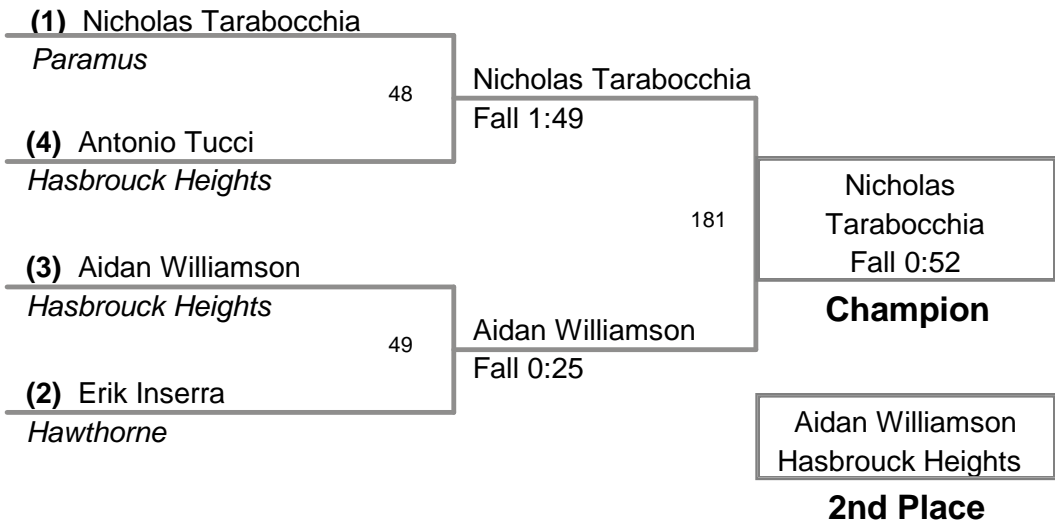 (1) Nicholas Tarabocchia
Paramus
48
(4) Antonio Tucci
Hasbrouck Heights
Nicholas Tarabocchia
Fall 1:49
(3) Aidan Williamson
Hasbrouck Heights
49
(2) Erik Inserra
Hawthorne
Aidan Williamson
Fall 0:25
181
Nicholas
Tarabocchia
Fall 0:52
Champion
Aidan Williamson
Hasbrouck Heights
2nd Place